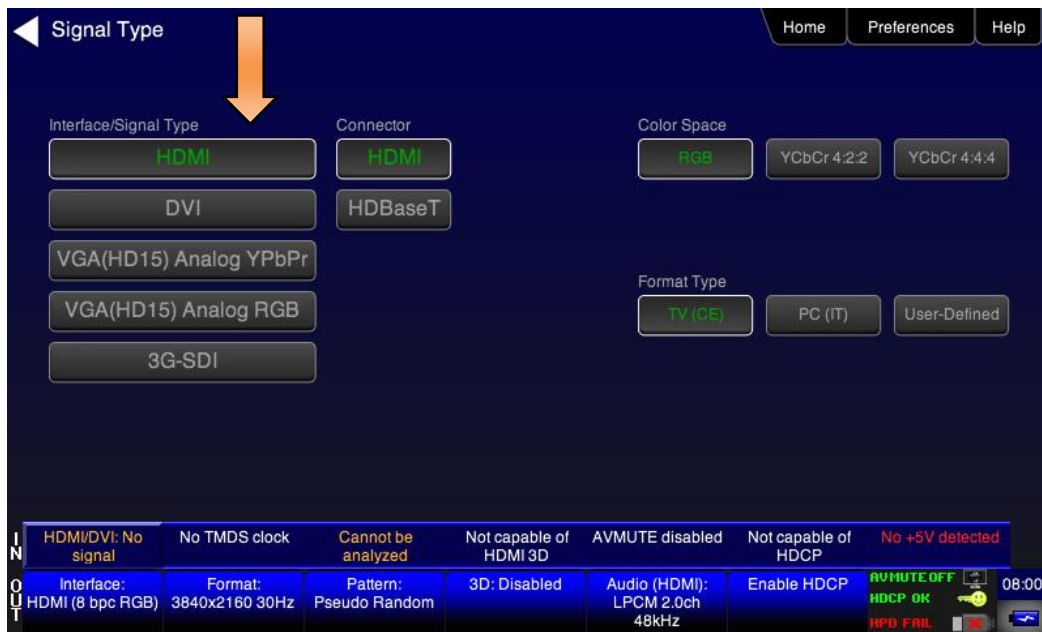 Signal Type
Home Preferences Help
Interface/Signal Type Connector Color Space
HDMI HDMI RGB YCbCr 4:2:2 YCbCr 4:4:4
DVI HDBaseT
VGA(HD15) Analog YPbPr
Format Type
VGA(HD15) Analog RGB TV (CE) PC (IT) User-Defined
3G-SDI
IN
HDMI/DVI: No
signal
No TMDS clock
Cannot be
analyzed
Not capable of
HDMI 3D
AVMUTE disabled
Not capable of
HDCP
No +5V detected
OUT
Interface:
HDMI (8 bpc RGB)
Format:
3840x2160 30Hz
Pattern:
Pseudo Random
3D: Disabled
Audio (HDMI):
LPCM 2.0ch
48kHz
Enable HDCP
AVMUTE OFF
HDCP OK
HPD FAIL
08:00